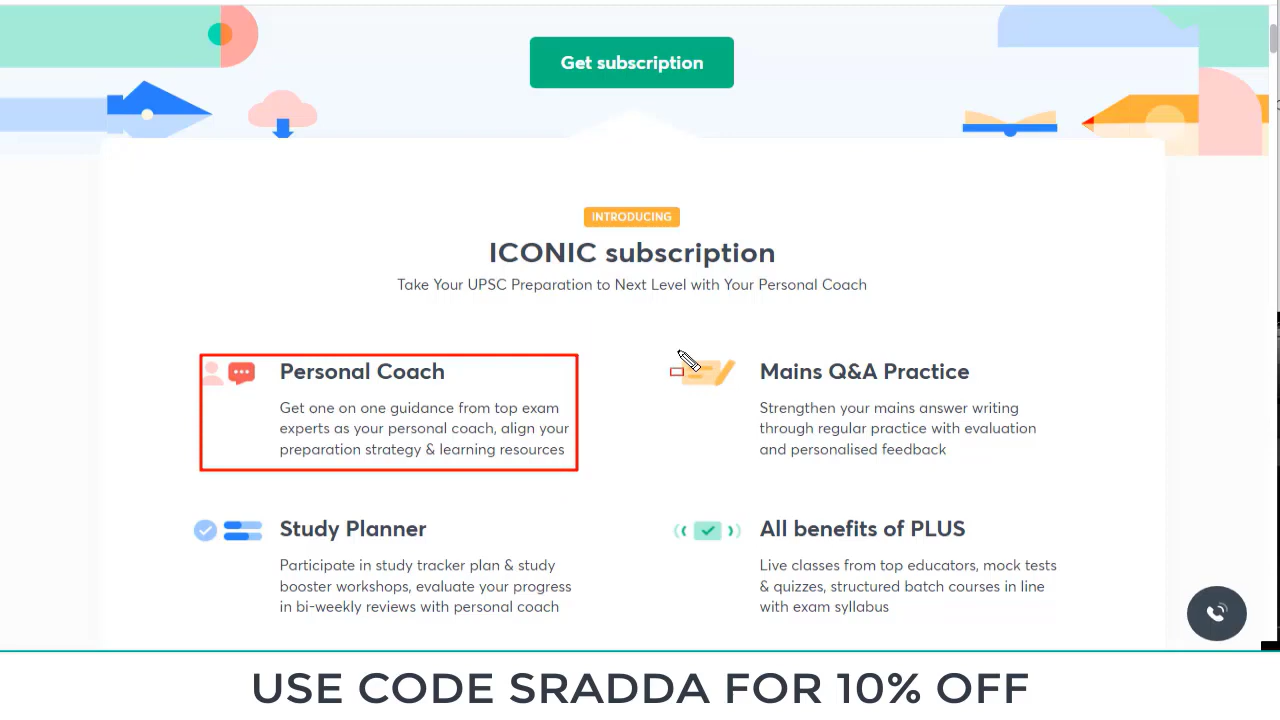 Get subscription
INTRODUCING
ICONIC subscription
Take Your UPSC Preparation to Next Level with Your Personal Coach
Personal Coach
Get one on one guidance from top exam
experts as your personal coach, align your
preparation strategy & learning resources
Mains Q&A Practice
Strengthen your mains answer writing
through regular practice with evaluation
and personalised feedback
Study Planner
Participate in study tracker plan & study
booster workshops, evaluate your progress
in bi-weekly reviews with personal coach
All benefits of PLUS
Live classes from top educators, mock tests
& quizzes, structured batch courses in line
with exam syllabus
USE CODE SRADDA FOR 10% OFF